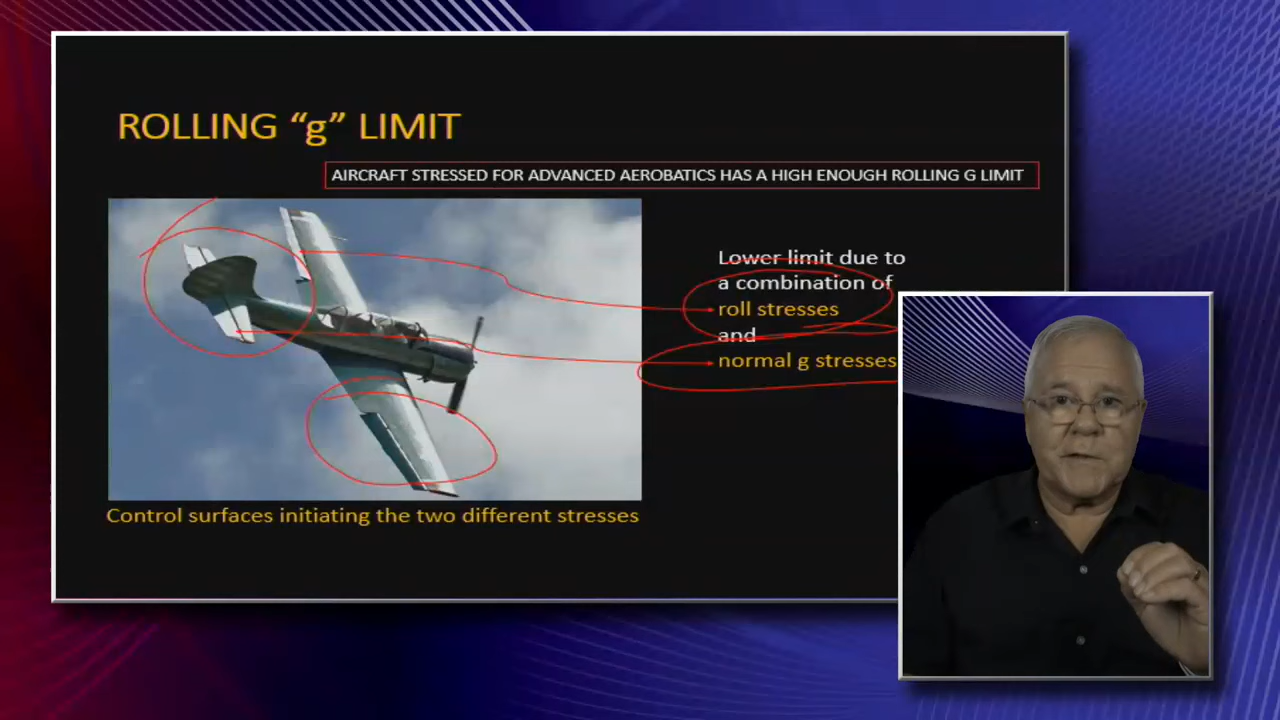 ROLLING “g” LIMIT
AIRCRAFT STRESSED FOR ADVANCED AEROBATICS HAS A HIGH ENOUGH ROLLING G LIMIT
Lower limit due to
a combination of
roll stresses
and
normal g stresses
Control surfaces initiating the two different stresses